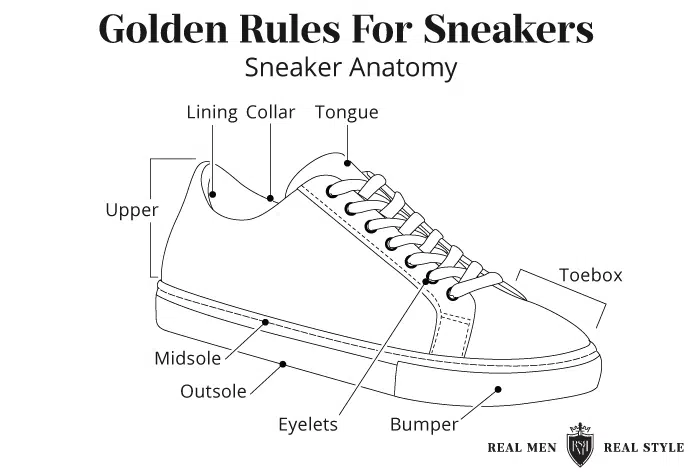 Golden Rules For Sneakers
Sneaker Anatomy
Lining Collar Tongue
Upper
Toebox
Midsole
Outsole
Eyelets Bumper
REAL MEN REAL STYLE